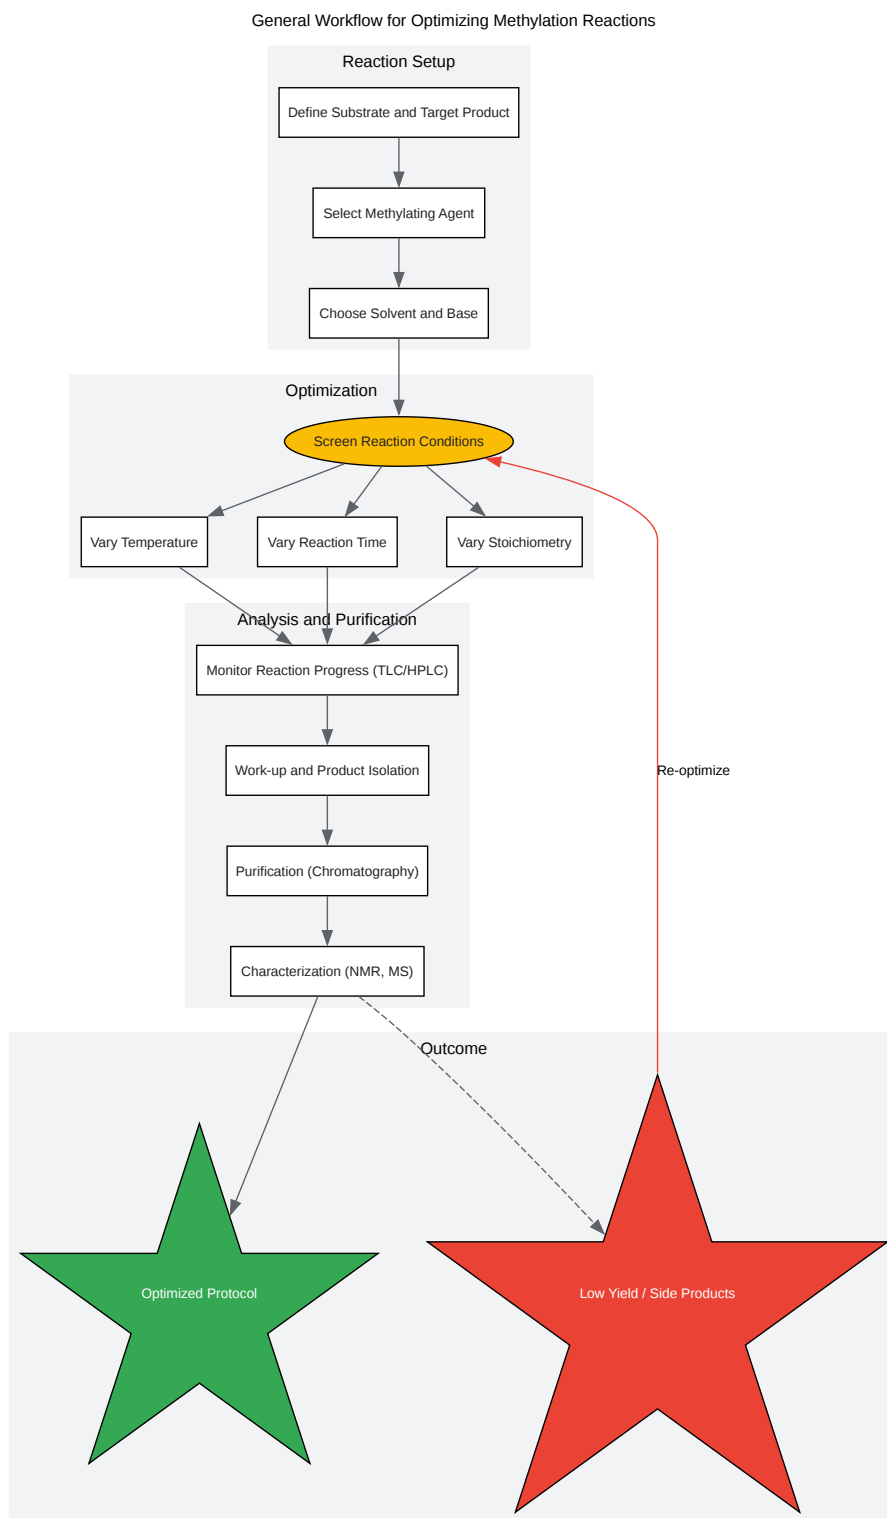 General Workflow for Optimizing Methylation Reactions
Reaction Setup
Define Substrate and Target Product
Select Methylating Agent
Choose Solvent and Base
Optimization
Screen Reaction Conditions
Vary Temperature
Vary Reaction Time
Vary Stoichiometry
Analysis and Purification
Monitor Reaction Progress (TLC/HPLC)
Work-up and Product Isolation
Re-optimize
Purification (Chromatography)
Characterization (NMR, MS)
Outcome
Optimized Protocol
Low Yield / Side Products